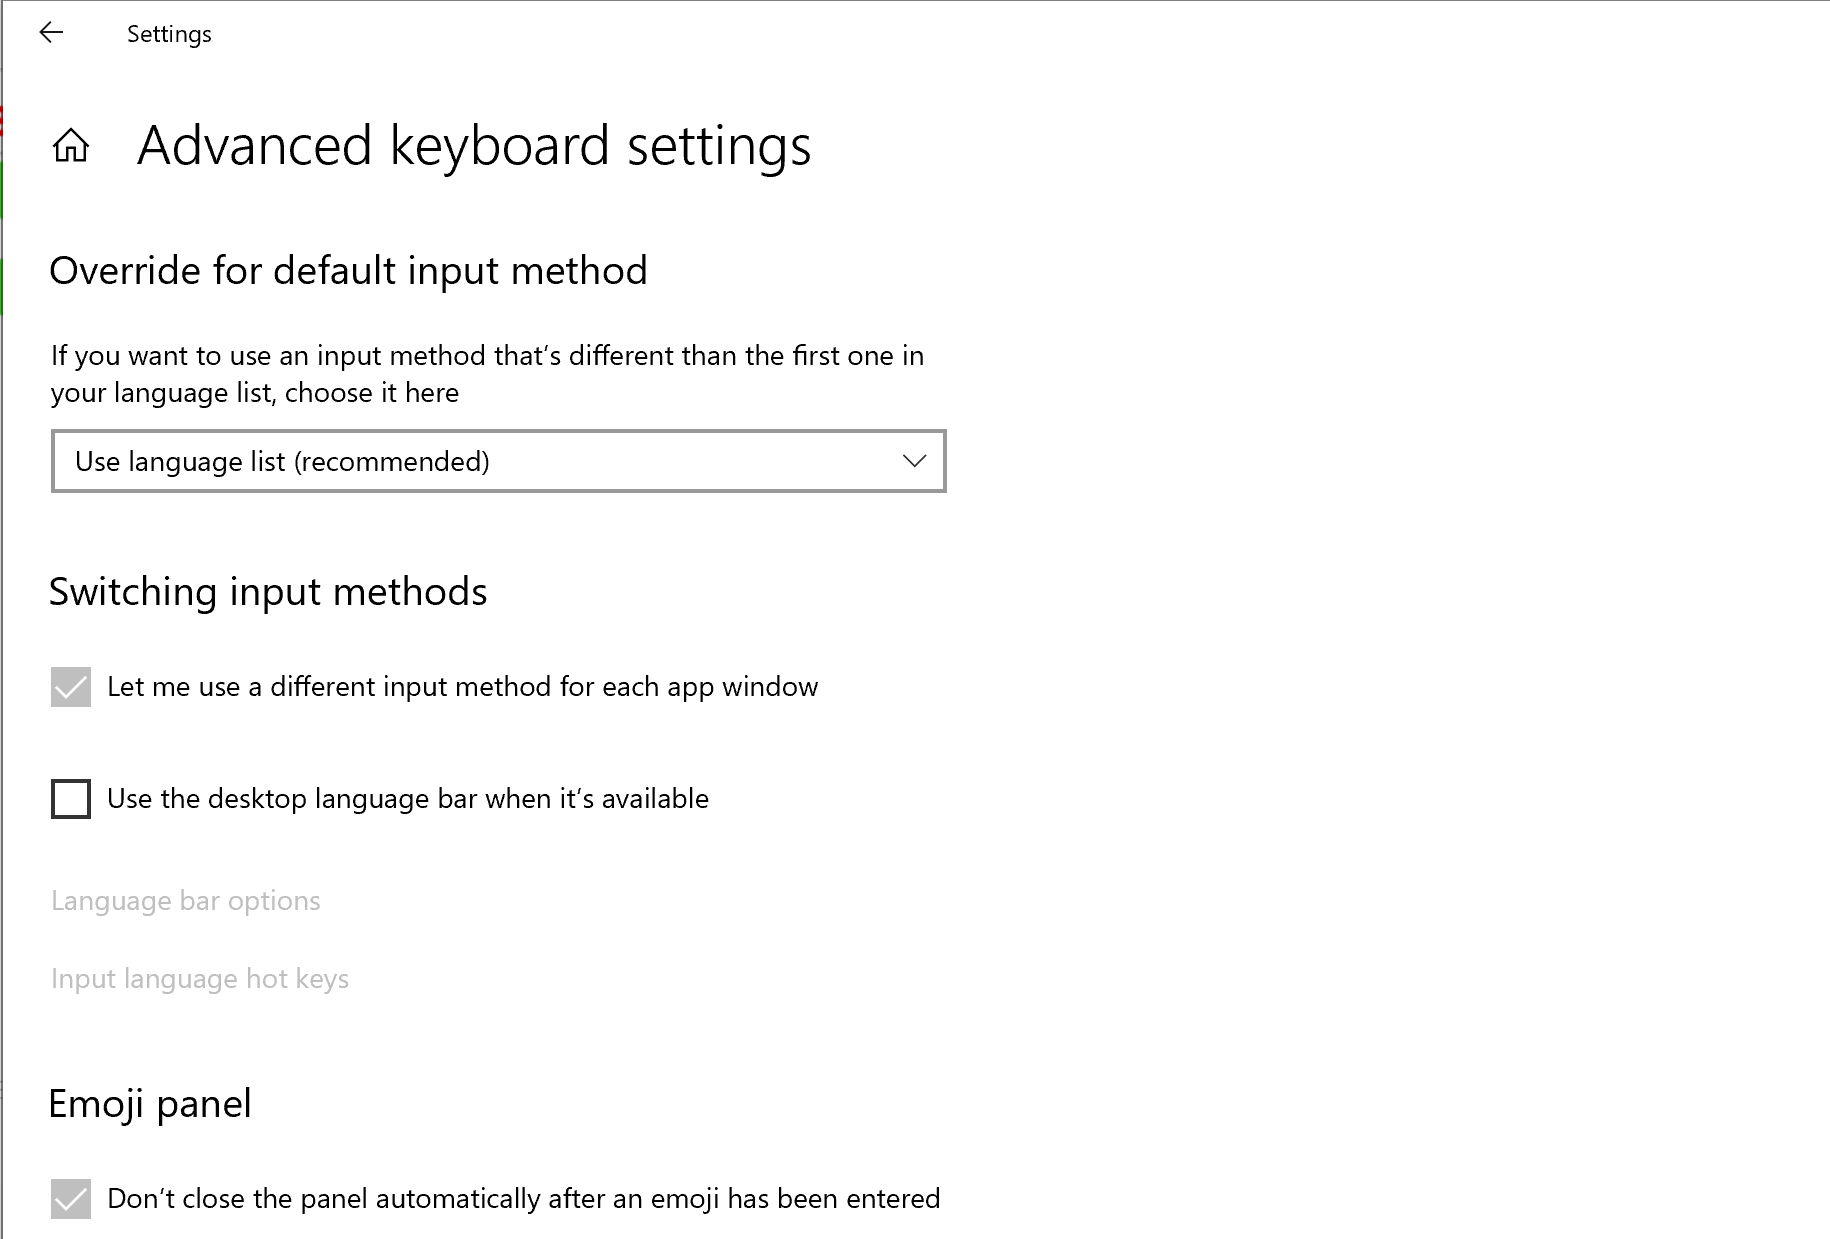 Settings
Advanced keyboard settings
Override for default input method
If you want to use an input method that's different than the first one in
your language list, choose it here
Use language list (recommended)
Switching input methods
Let me use a different input method for each app window
Use the desktop language bar when it's available
Language bar options
Input language hot keys
Emoji panel
Don't close the panel automatically after an emoji has been entered